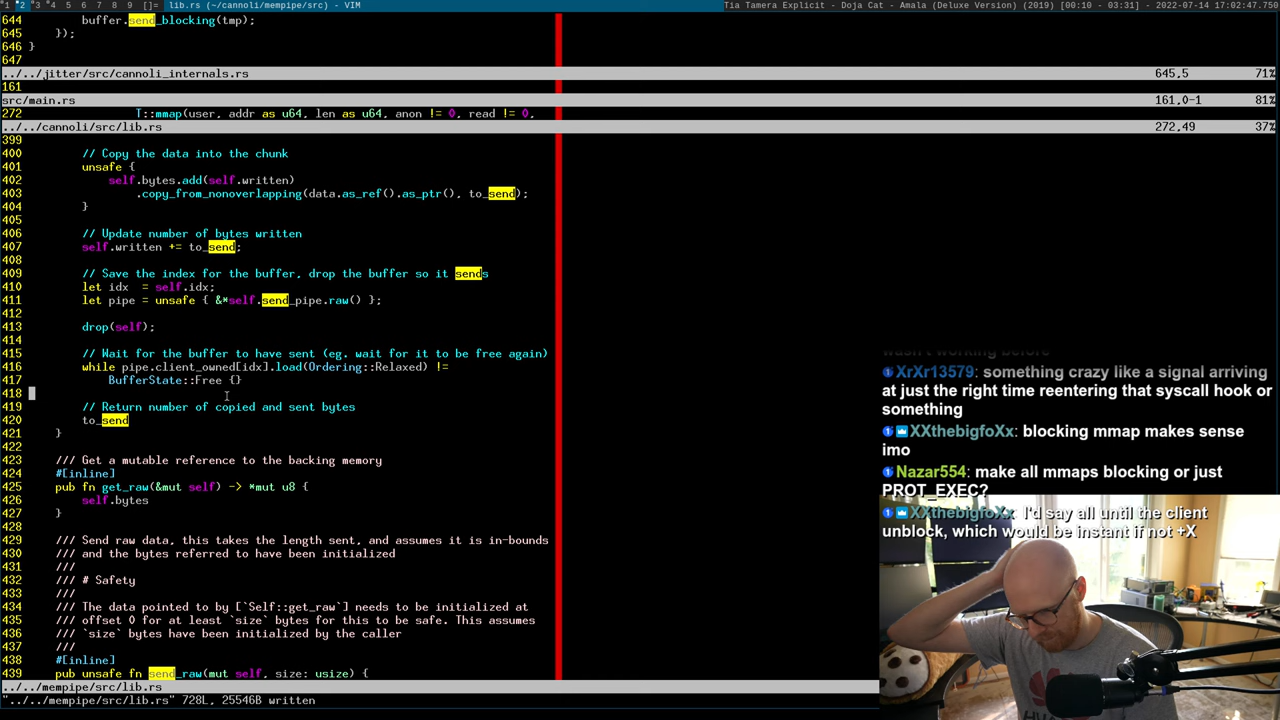 1 2 3 4 5 6 7 8 9 []= lib.rs (~/cannoli/mempipe/src) - VIM Tia Tamera Explicit - Doja Cat - Amala (Deluxe Version) (2019) [00:10 - 03:31] - 2022-07-14 17:02:47.750
644 buffer.send_blocking(tmp);
645 });
646 }
647
../../jitter/src/cannoli_internals.rs 645,5 71%
161
src/main.rs 161,0-1 81%
272 T::mmap(user, addr as u64, len as u64, anon != 0, read != 0,
../../cannoli/src/lib.rs 272,49 37%
399
400 // Copy the data into the chunk
401 unsafe {
402 self.bytes.add(self.written)
403 .copy_from_nonoverlapping(data.as_ref().as_ptr(), to_send);
404 }
405
406 // Update number of bytes written
407 self.written += to_send;
408
409 // Save the index for the buffer, drop the buffer so it sends
410 let idx  = self.idx;
411 let pipe = unsafe { &*self.send_pipe.raw() };
412
413 drop(self);
414
415 // Wait for the buffer to have sent (eg. wait for it to be free again)
416 while pipe.client_owned[idx].load(Ordering::Relaxed) !=
417 BufferState::Free {}
418
419 // Return number of copied and sent bytes
420 to_send
421 }
422
423 /// Get a mutable reference to the backing memory
424 #[inline]
425 pub fn get_raw(&mut self) -> *mut u8 {
426 self.bytes
427 }
428
429 /// Send raw data, this takes the length sent, and assumes it is in-bounds
430 /// and the bytes referred to have been initialized
431 ///
432 /// # Safety
433 ///
434 /// The data pointed to by [`Self::get_raw`] needs to be initialized at
435 /// offset 0 for at least `size` bytes for this to be safe. This assumes
436 /// `size` bytes have been initialized by the caller
437 ///
438 #[inline]
439 pub unsafe fn send_raw(mut self, size: usize) {
../../mempipe/src/lib.rs
"../../mempipe/src/lib.rs" 728L, 25546B written
wasn't working before
XrXr13579: something crazy like a signal arriving
at just the right time reentering that syscall hook or
something
XXthebigfoXx: blocking mmap makes sense
imo
Nazar554: make all mmaps blocking or just
PROT_EXEC?
XXthebigfoXx: I'd say all until the client
unblock, which would be instant if not +X